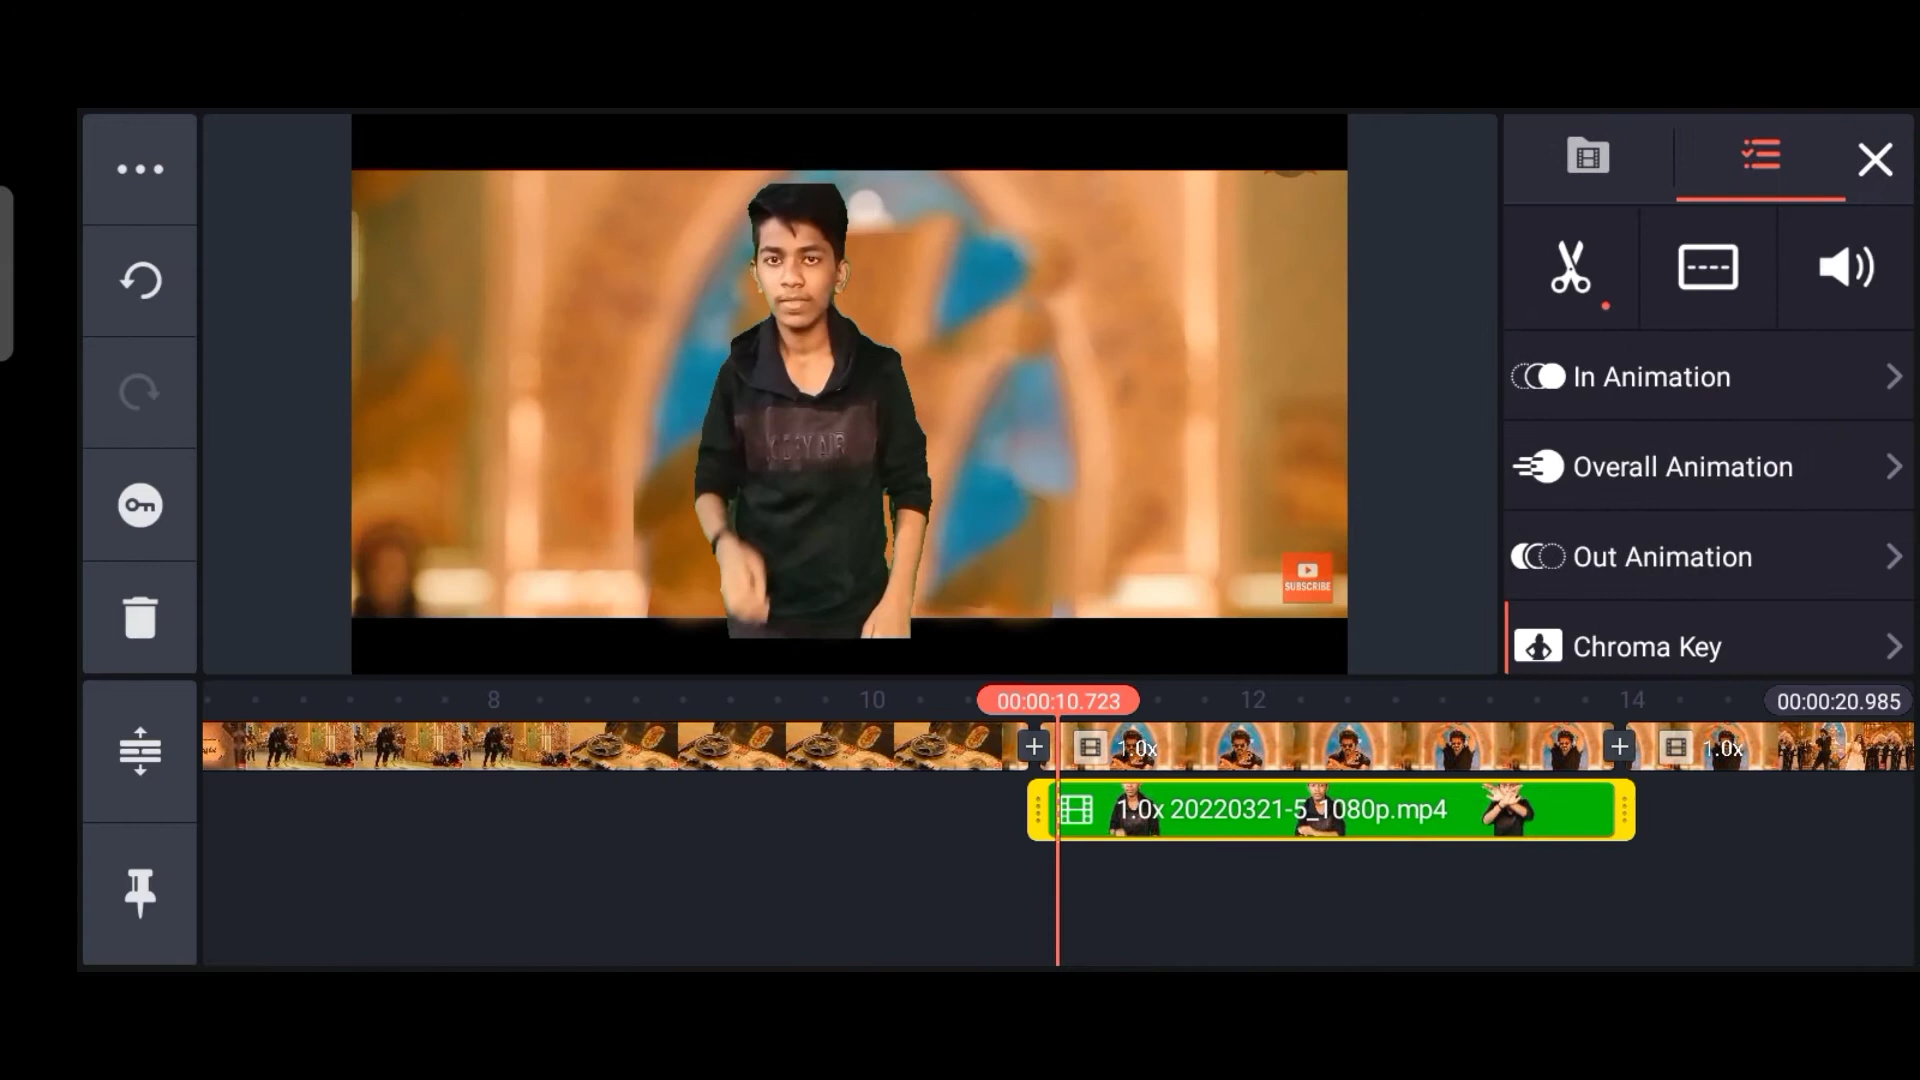 SUBSCRIBE
In Animation
Overall Animation
Out Animation
Chroma Key
8
10
00:00:10.723
12
14
00:00:20.985
1.0x
1.0x
1.0x 20220321-5_1080p.mp4